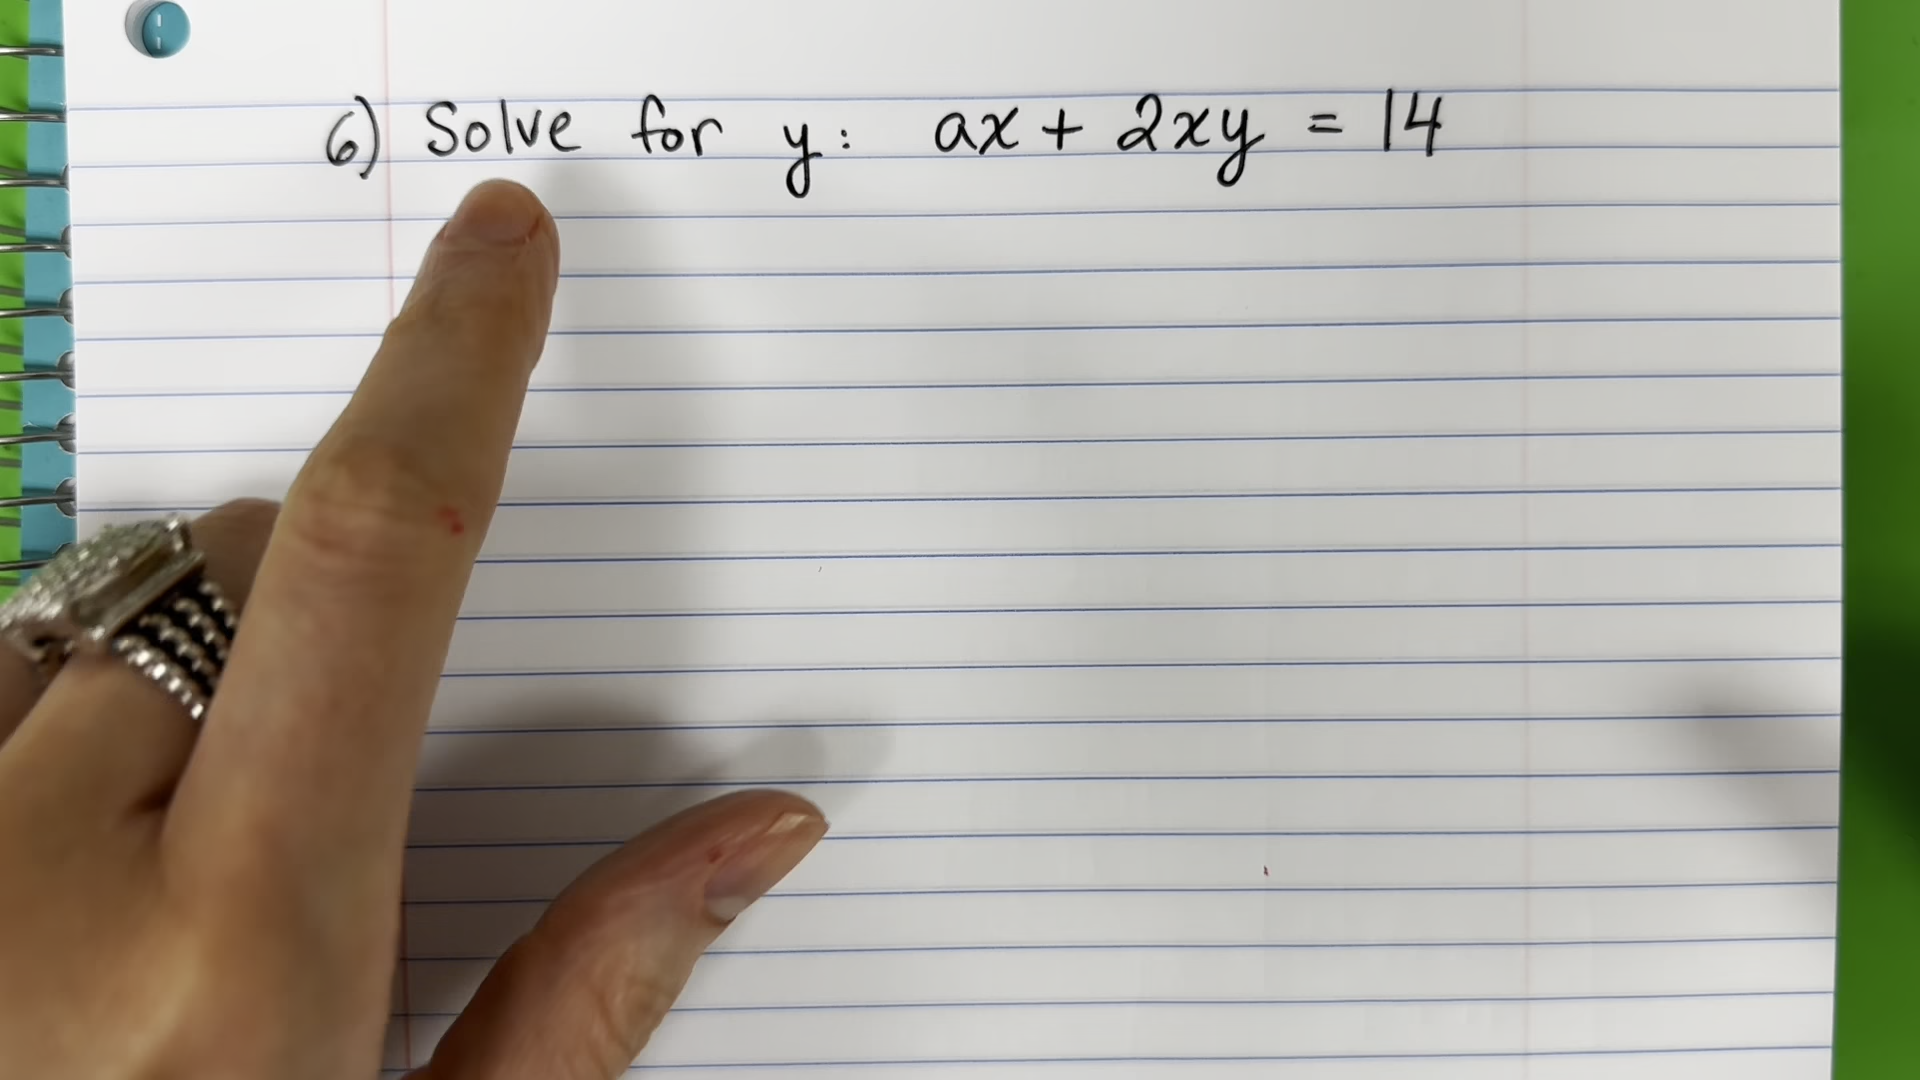 6) Solve for y: ax + 2xy = 14